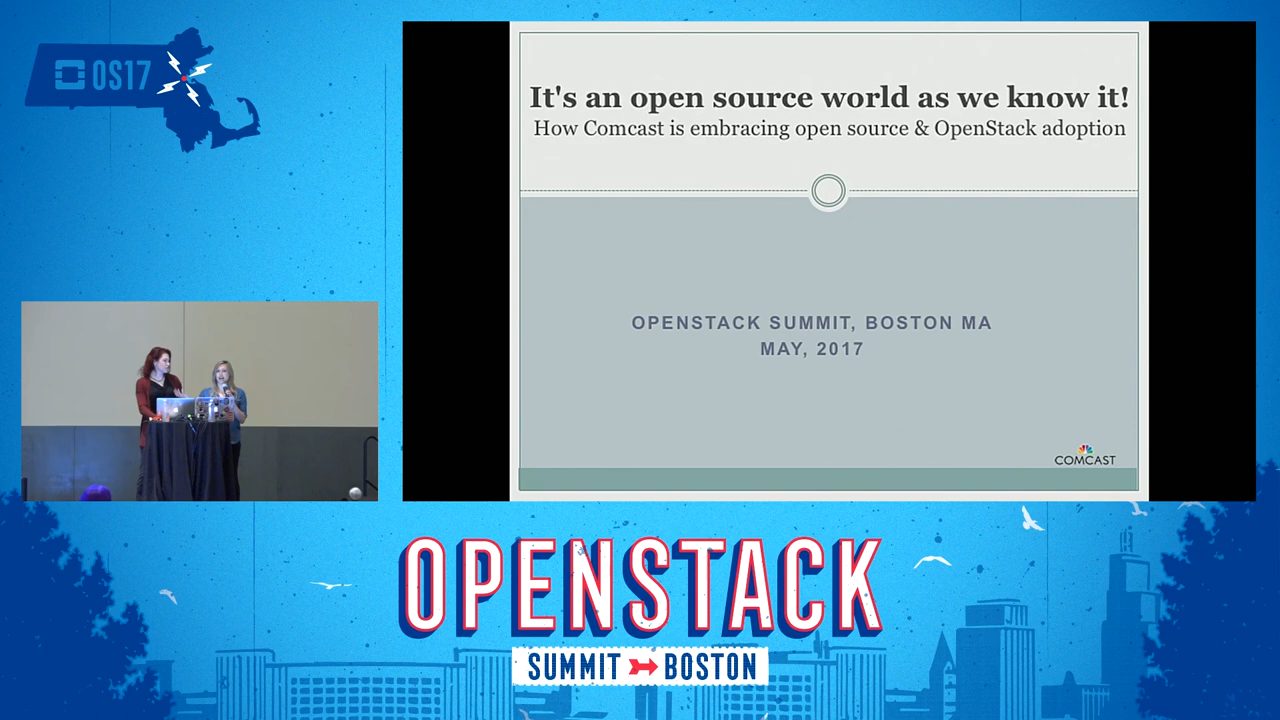 OS17
It's an open source world as we know it!
How Comcast is embracing open source & OpenStack adoption
OPENSTACK SUMMIT, BOSTON MA
MAY, 2017
COMCAST
OPENSTACK
SUMMIT BOSTON